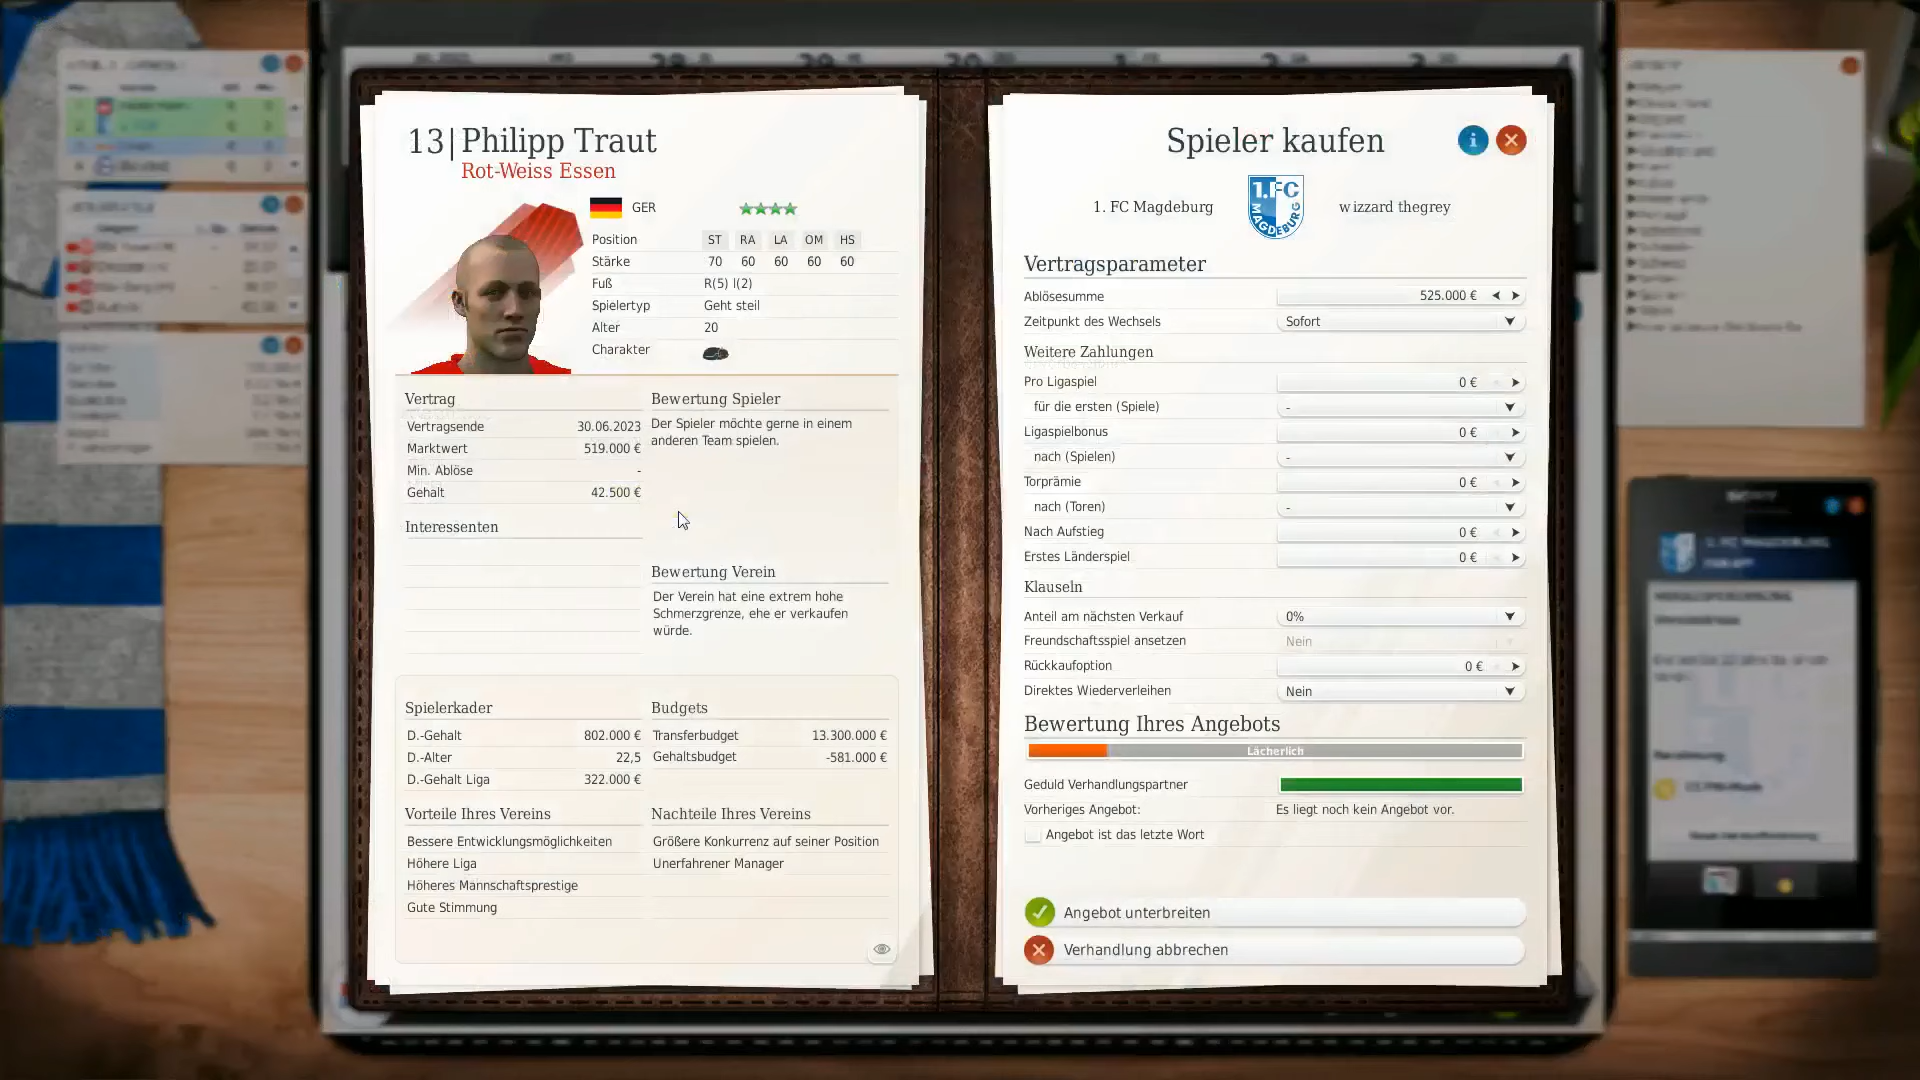 13| Philipp Traut
Rot-Weiss Essen
GER
Position ST RA LA OM HS
Stärke 70 60 60 60 60
Fuß R(5) l(2)
Spielertyp Geht steil
Alter 20
Charakter
Vertrag
Vertragsende 30.06.2023
Marktwert 519.000 €
Min. Ablöse -
Gehalt 42.500 €
Interessenten
Bewertung Spieler
Der Spieler möchte gerne in einem
anderen Team spielen.
Bewertung Verein
Der Verein hat eine extrem hohe
Schmerzgrenze, ehe er verkaufen
würde.
Spielerkader
D.-Gehalt 802.000 €
D.-Alter 22,5
D.-Gehalt Liga 322.000 €
Budgets
Transferbudget 13.300.000 €
Gehaltsbudget -581.000 €
Vorteile Ihres Vereins
Bessere Entwicklungsmöglichkeiten
Höhere Liga
Höheres Mannschaftsprestige
Gute Stimmung
Nachteile Ihres Vereins
Größere Konkurrenz auf seiner Position
Unerfahrener Manager
Spieler kaufen
1. FC Magdeburg
1.FC
MAGDEBURG
wizzard thegrey
Vertragsparameter
Ablösesumme 525.000 €
Zeitpunkt des Wechsels Sofort
Weitere Zahlungen
Pro Ligaspiel 0 €
für die ersten (Spiele) -
Ligaspielbonus 0 €
nach (Spielen) -
Torprämie 0 €
nach (Toren) -
Nach Aufstieg 0 €
Erstes Länderspiel 0 €
Klauseln
Anteil am nächsten Verkauf 0%
Freundschaftsspiel ansetzen Nein
Rückkaufoption 0 €
Direktes Wiederverleihen Nein
Bewertung Ihres Angebots
Lächerlich
Geduld Verhandlungspartner
Vorheriges Angebot: Es liegt noch kein Angebot vor.
Angebot ist das letzte Wort
Angebot unterbreiten
Verhandlung abbrechen
SONY